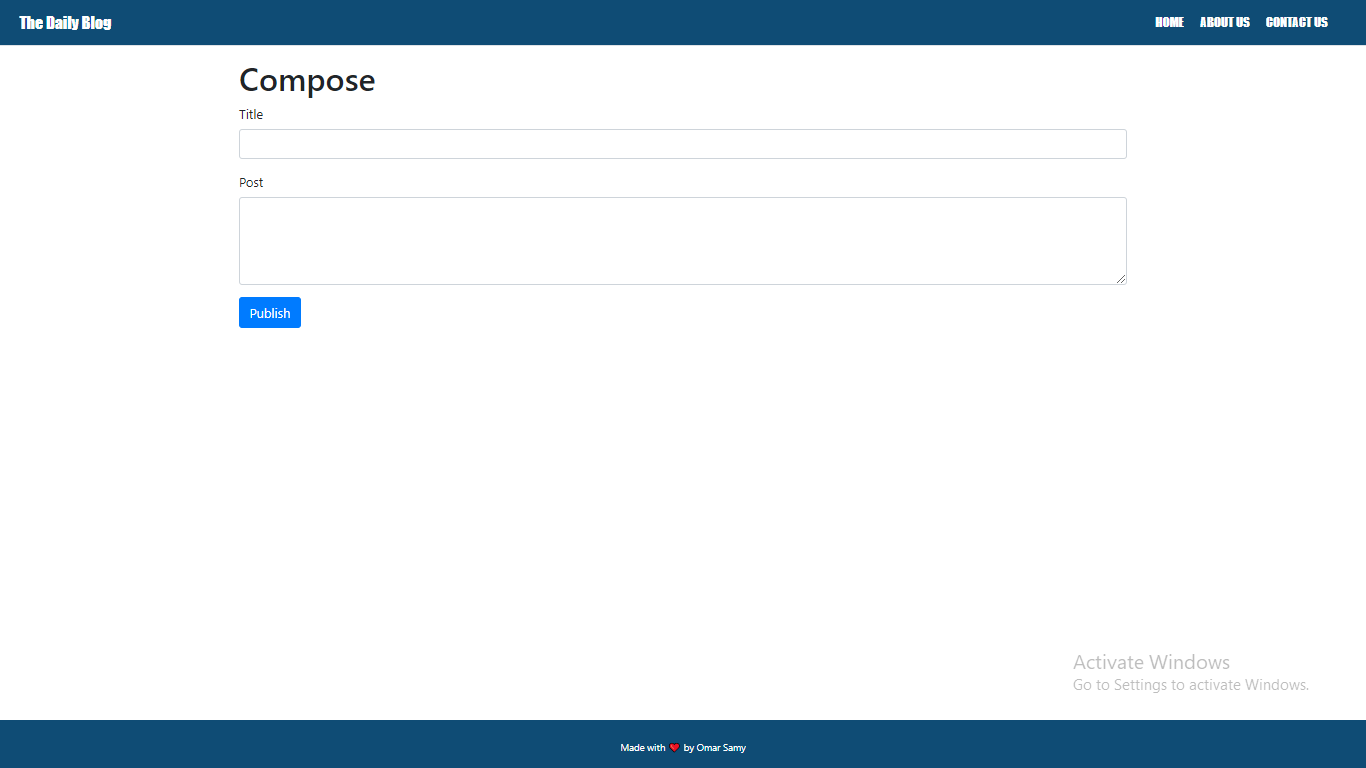 The Daily Blog
HOME ABOUT US CONTACT US
Compose
Title
Post
Publish
Activate Windows
Go to Settings to activate Windows.
Made with ❤ by Omar Samy